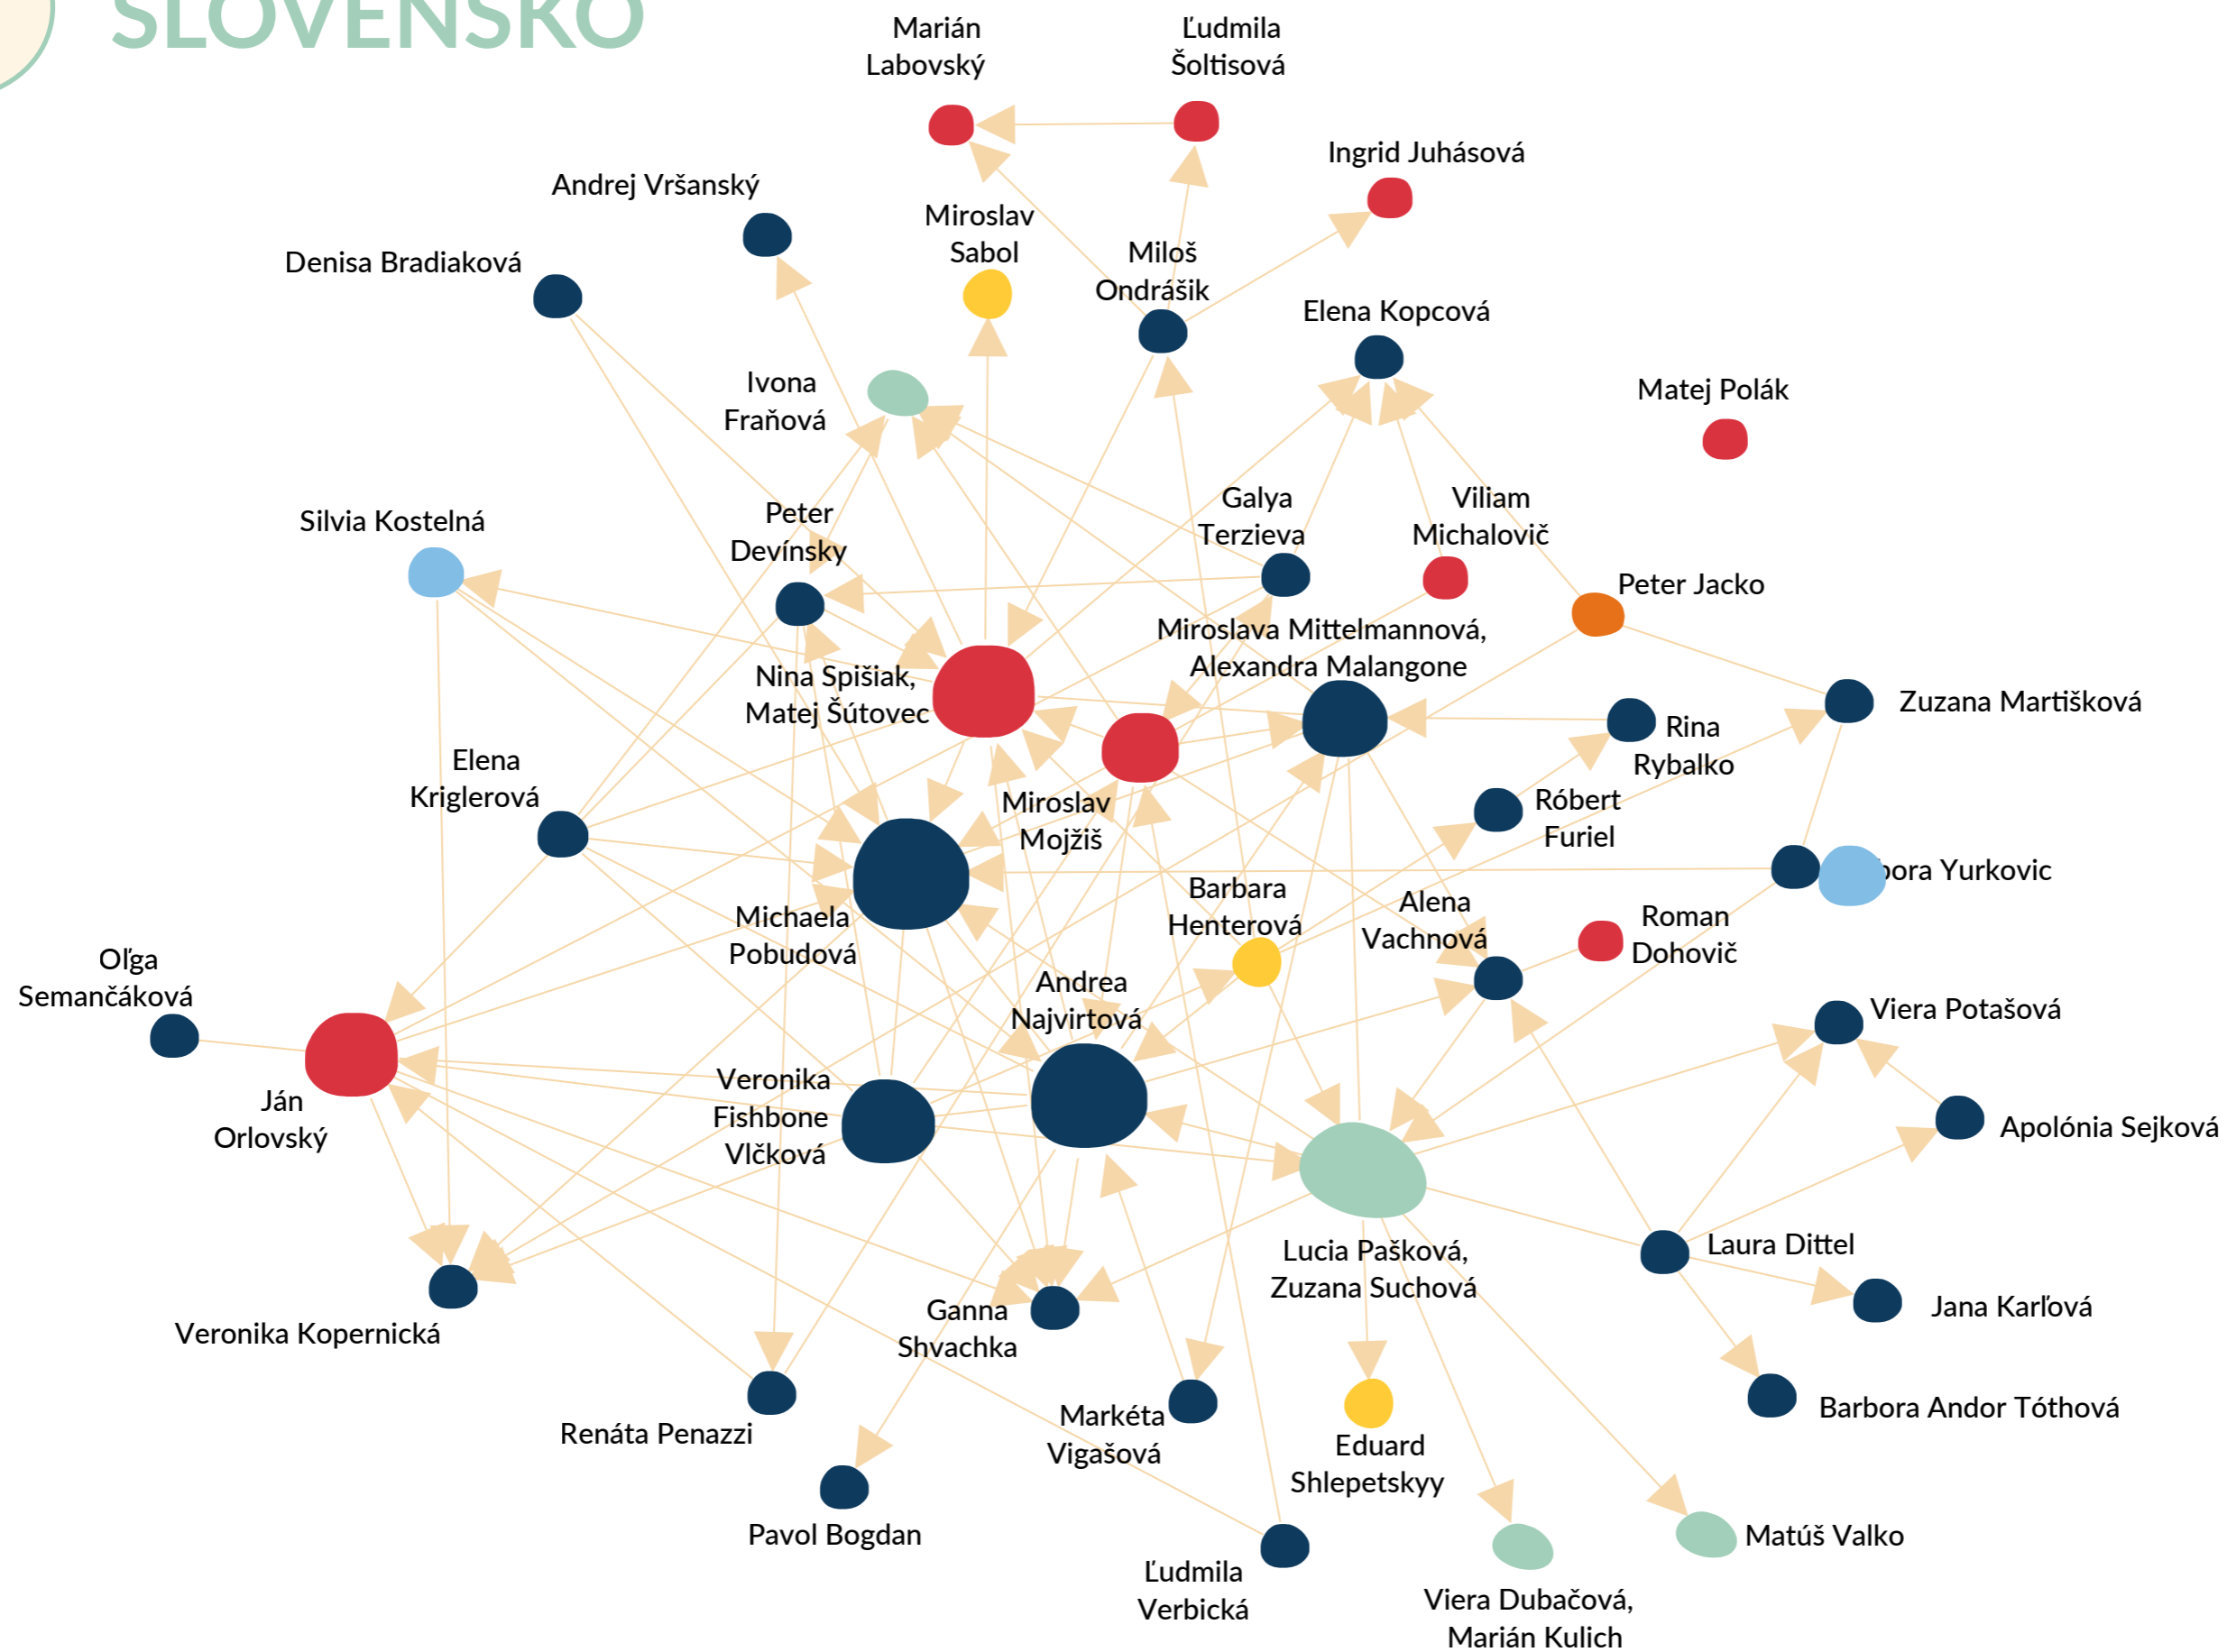 SLOVENSKO
Marián
Labovský
Ľudmila
Šoltisová
Ingrid Juhásová
Andrej Vršanský
Miroslav
Sabol
Miloš
Ondrášik
Denisa Bradiaková
Elena Kopcová
Ivona
Fraňová
Matej Polák
Galya
Terzieva
Viliam
Michalovič
Peter
Devínsky
Silvia Kostelná
Peter Jacko
Miroslava Mittelmannová,
Alexandra Malangone
Nina Spišiak,
Matej Šútovec
Zuzana Martišková
Rina
Rybalko
Elena
Kriglerová
Miroslav
Mojžiš
Róbert
Furiel
bora Yurkovic
Barbara
Henterová
Alena
Vachnová
Roman
Dohovič
Michaela
Pobudová
Oľga
Semančáková
Andrea
Najvirtová
Viera Potašová
Ján
Orlovský
Veronika
Fishbone
Vlčková
Apolónia Sejková
Lucia Pašková,
Zuzana Suchová
Laura Dittel
Jana Karľová
Veronika Kopernická
Ganna
Shvachka
Barbora Andor Tóthová
Renáta Penazzi
Markéta
Vigašová
Eduard
Shlepetskyy
Pavol Bogdan
Matúš Valko
Ľudmila
Verbická
Viera Dubačová,
Marián Kulich